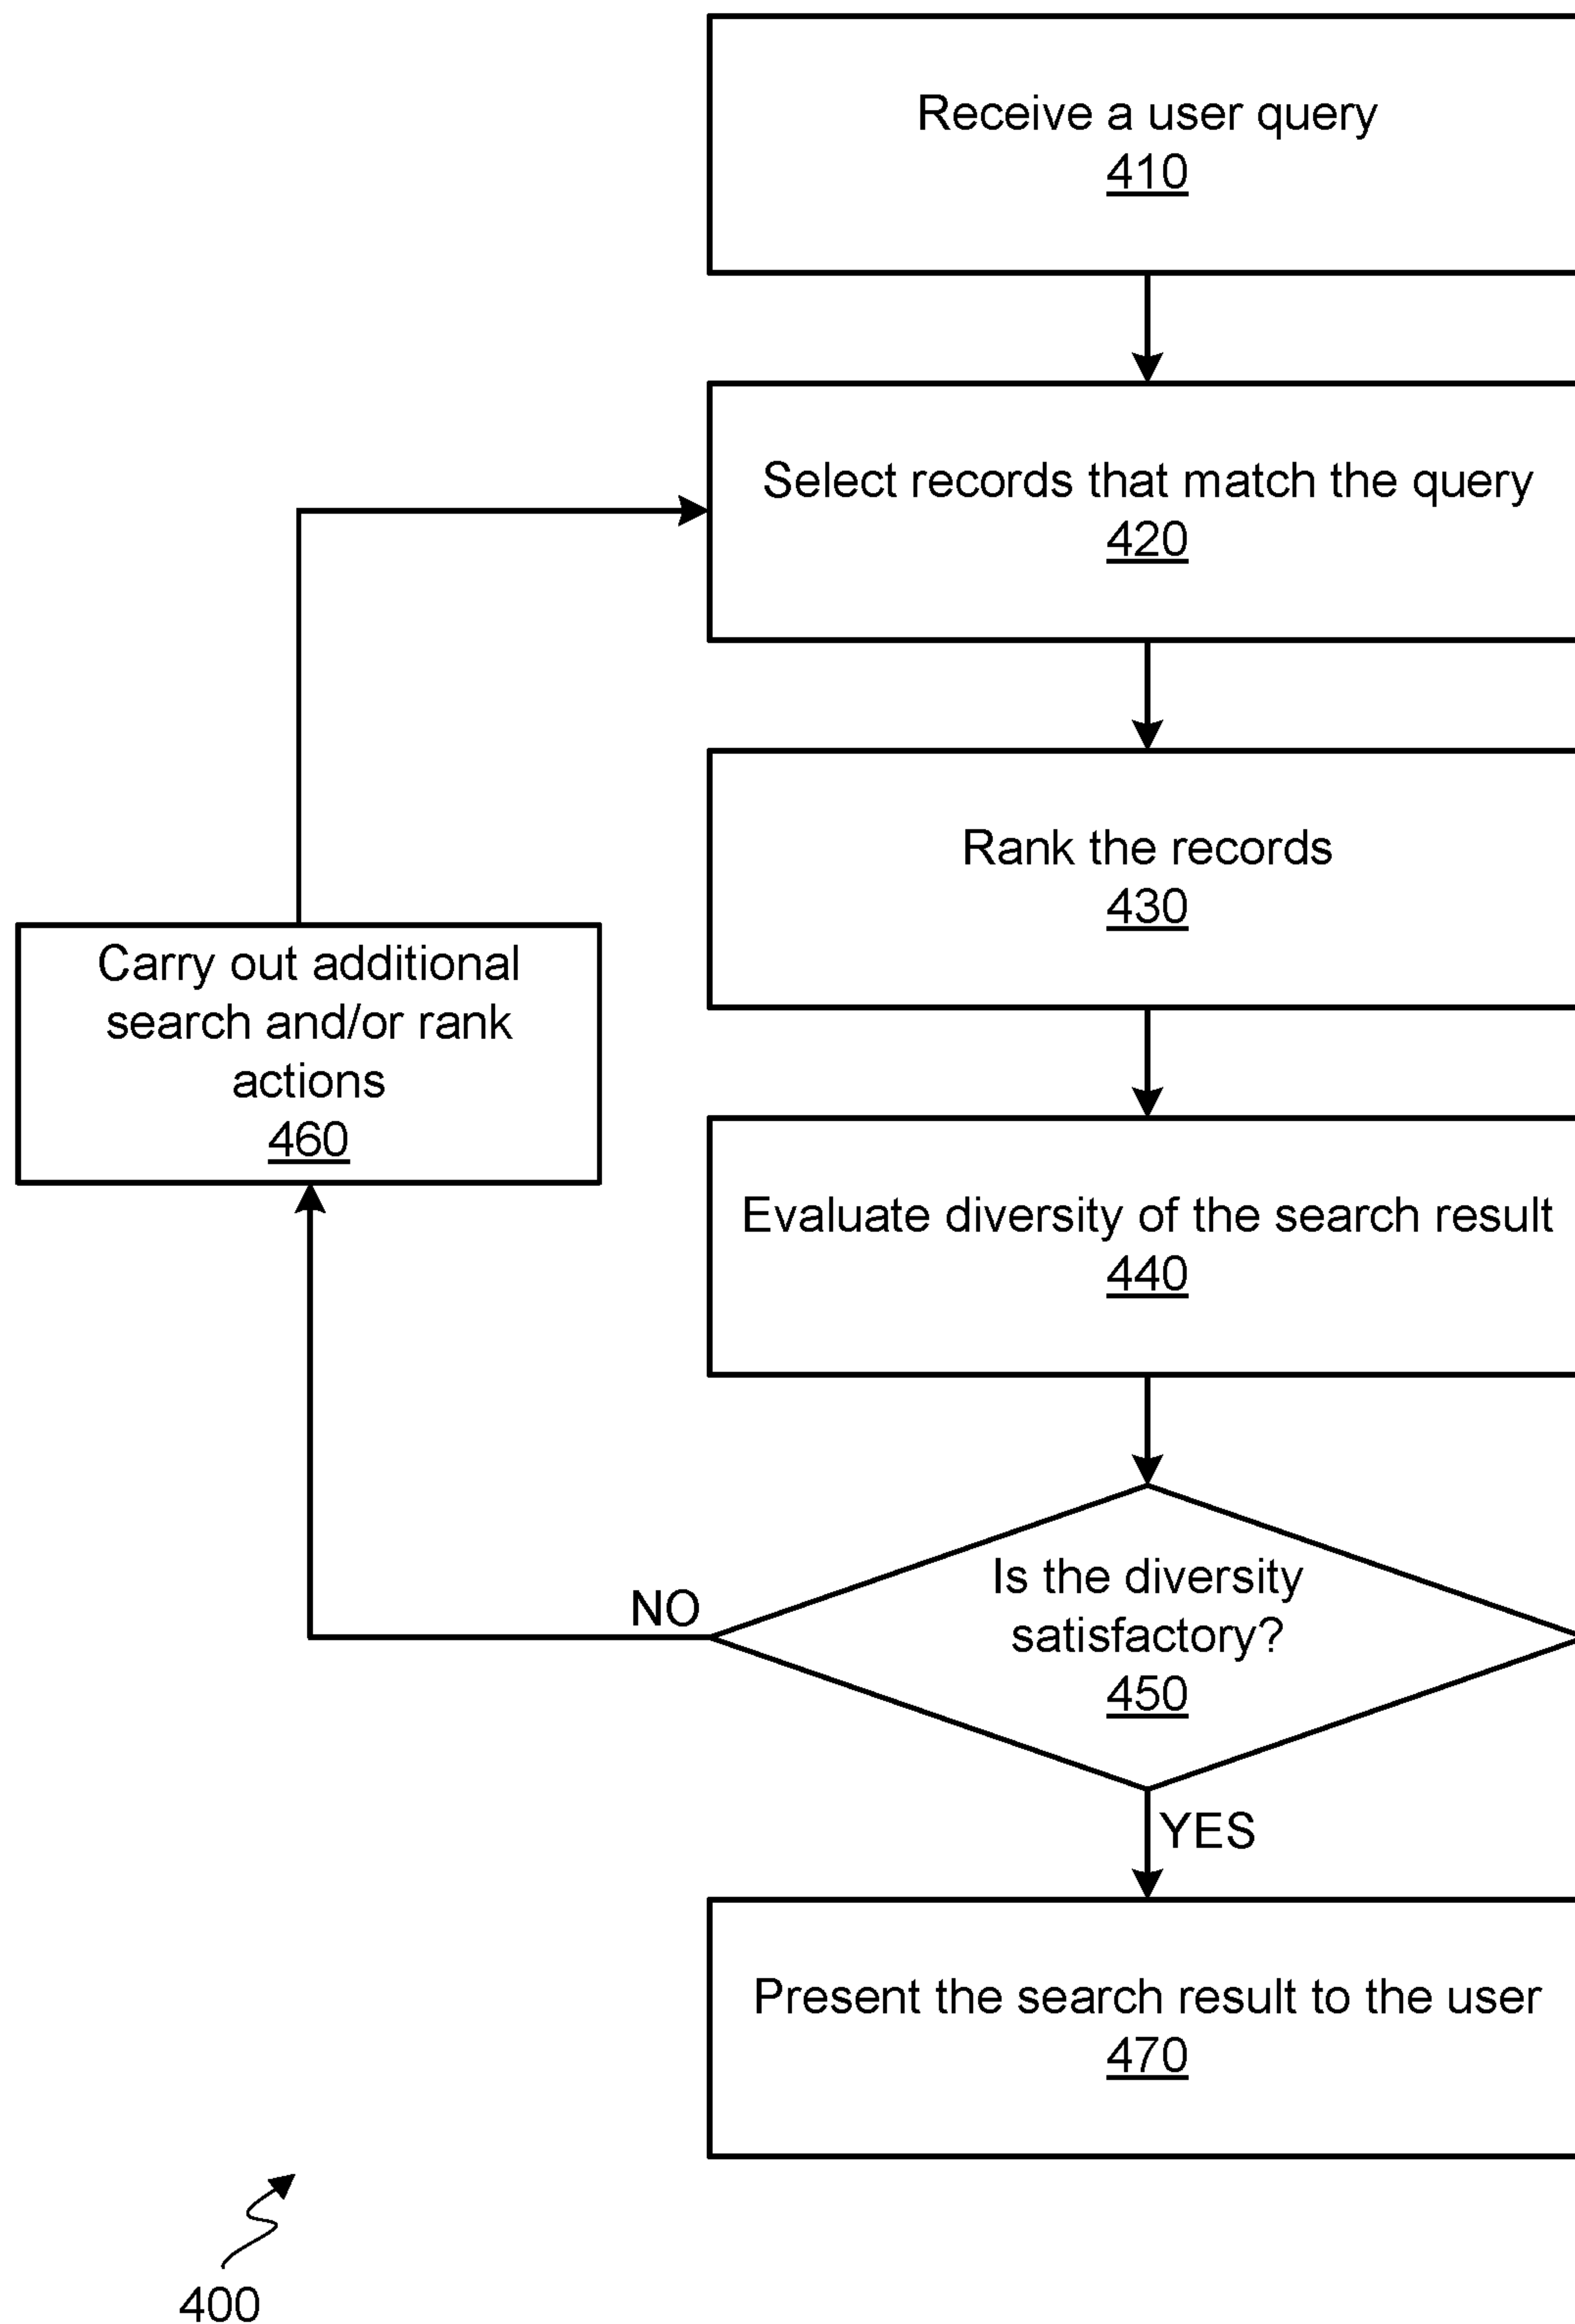 Receive a user query
410
Select records that match the query
420
Rank the records
430
Carry out additional
search and/or rank
actions
460
Evaluate diversity of the search result
440
Is the diversity
satisfactory?
450
NO
YES
Present the search result to the user
470
400